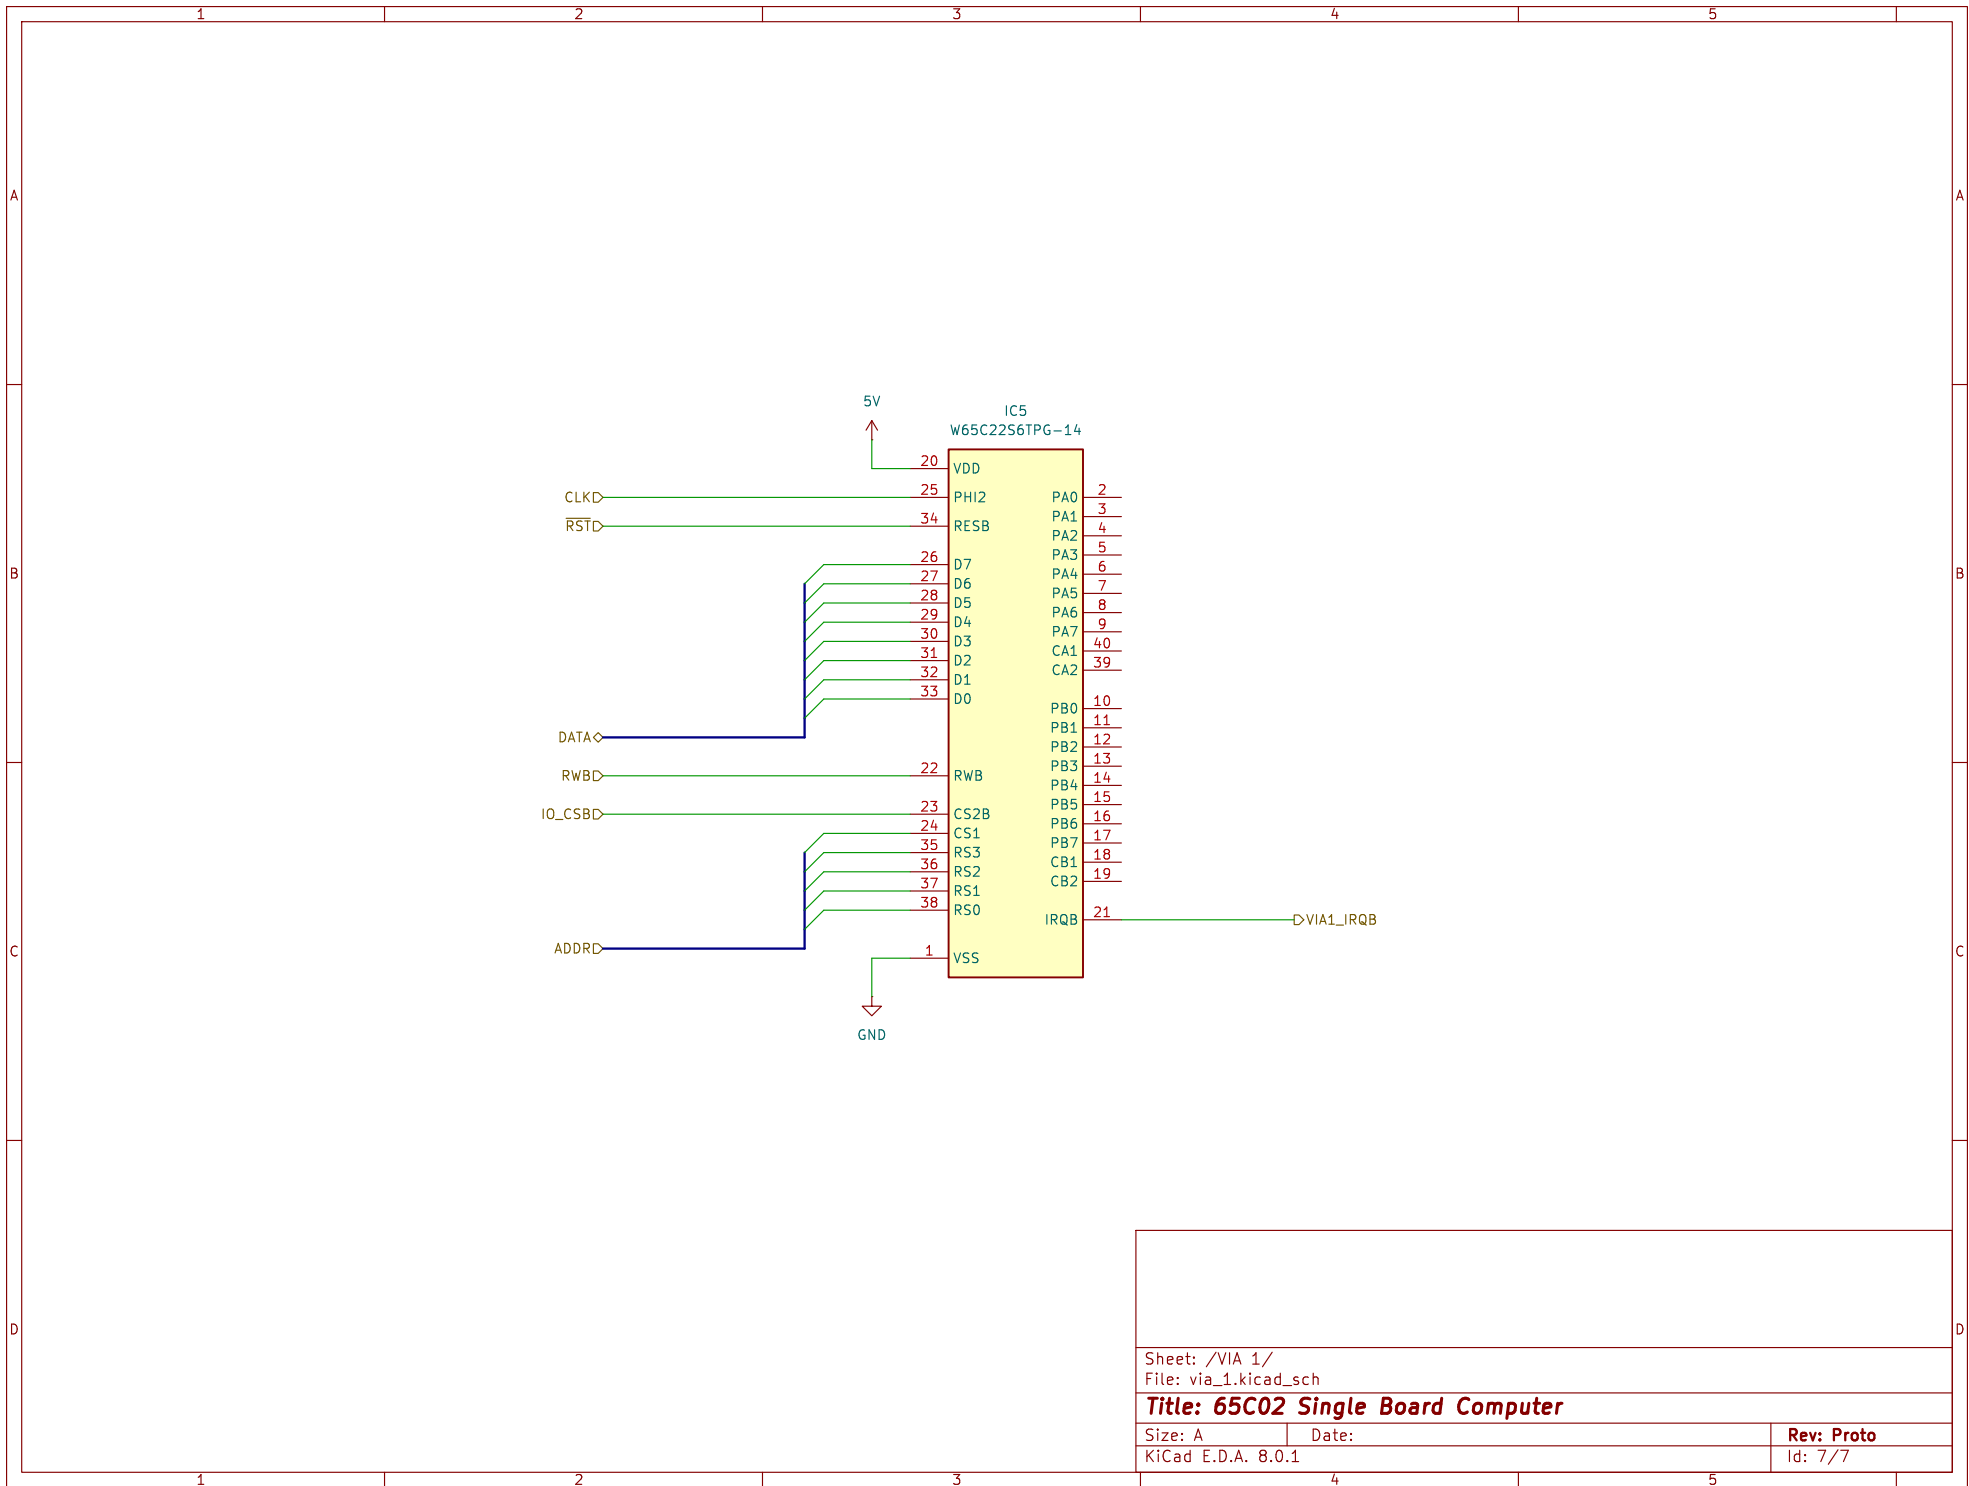 1 2 3 4 5
A A
B B
C C
D D
5V
IC5
W65C22S6TPG-14
20 VDD
CLK 25 PHI2
RST 34 RESB
26 D7
27 D6
28 D5
29 D4
30 D3
31 D2
32 D1
33 D0
DATA
RWB 22 RWB
IO_CSB 23 CS2B
24 CS1
35 RS3
36 RS2
37 RS1
38 RS0
ADDR
1 VSS
GND
PA0 2
PA1 3
PA2 4
PA3 5
PA4 6
PA5 7
PA6 8
PA7 9
CA1 40
CA2 39
PB0 10
PB1 11
PB2 12
PB3 13
PB4 14
PB5 15
PB6 16
PB7 17
CB1 18
CB2 19
IRQB 21 VIA1_IRQB
Sheet: /VIA 1/
File: via_1.kicad_sch
Title: 65C02 Single Board Computer
Size: A Date: Rev: Proto
KiCad E.D.A. 8.0.1 Id: 7/7
1 2 3 4 5